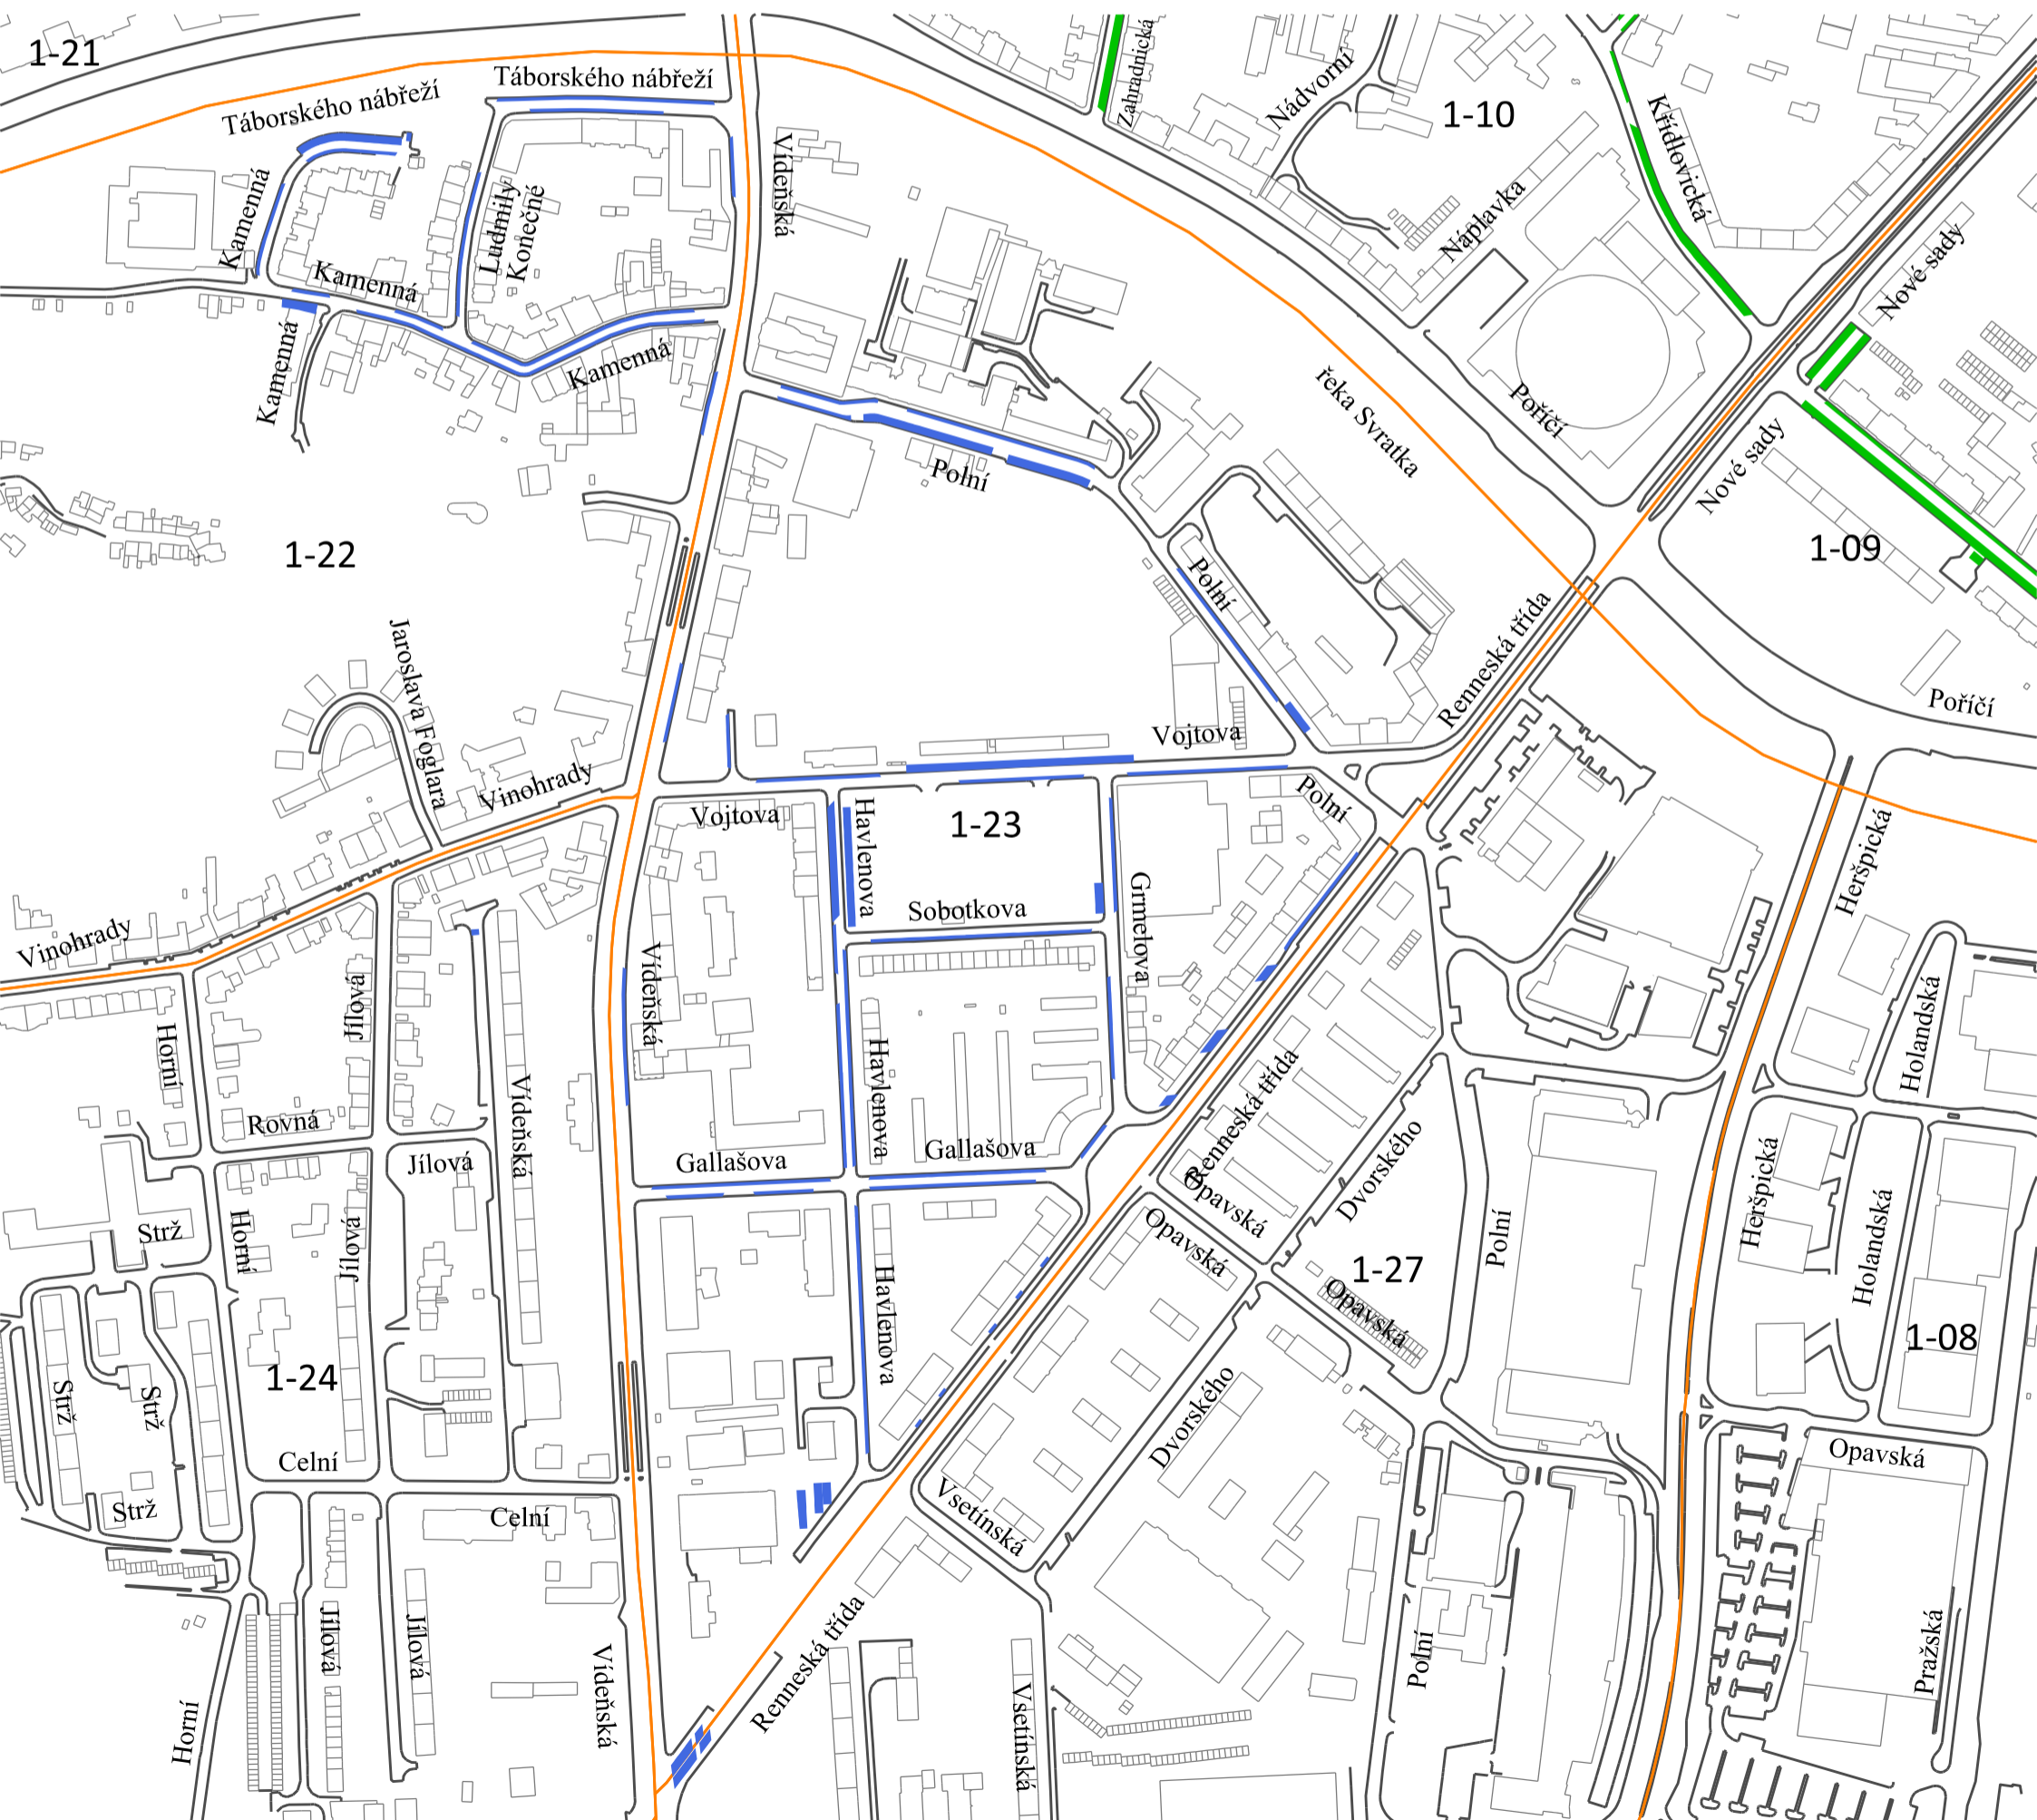 1-21
Táborského nábřeží
Táborského nábřeží
Zahradnická
Nádvorní
1-10
Křídlovická
Vídeňská
Kamenná
Ludmily
Konečné
Náplavka
Nové sady
Kamenná
Kamenná
Kamenná
řeka Svratka
Poříčí
Polní
Nové sady
1-22
1-09
Polní
Jaroslava Foglara
Renneská třída
Poříčí
Vojtova
Vinohrady
Vojtova
Havlenova
1-23
Polní
Heršpická
Grmelova
Sobotkova
Vinohrady
Vídeňská
Jílová
Holandská
Horní
Havlenova
Renneská třída
Vídeňská
Rovná
Gallašova
Gallašova
Jílová
Dvorského
Heršpická
Opavská
Strž
Horní
Jílová
Opavská
Polní
Holandská
1-27
Opavská
Havlenova
1-08
1-24
Strž
Strž
Dvorského
Celní
Opavská
Strž
Celní
Vsetínská
Jílová
Jílová
Vídeňská
Renneská třída
Polní
Pražská
Horní
Vsetínská